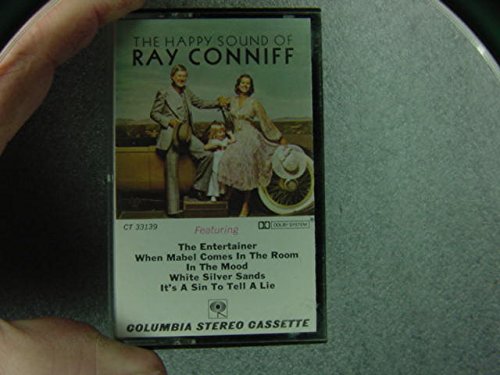 THE HAPPY SOUND OF
RAY CONNIFF
CT 33139
Featuring
DOLBY SYSTEM
The Entertainer
When Mabel Comes In The Room
In The Mood
White Silver Sands
It's A Sin To Tell A Lie
COLUMBIA STEREO CASSETTE